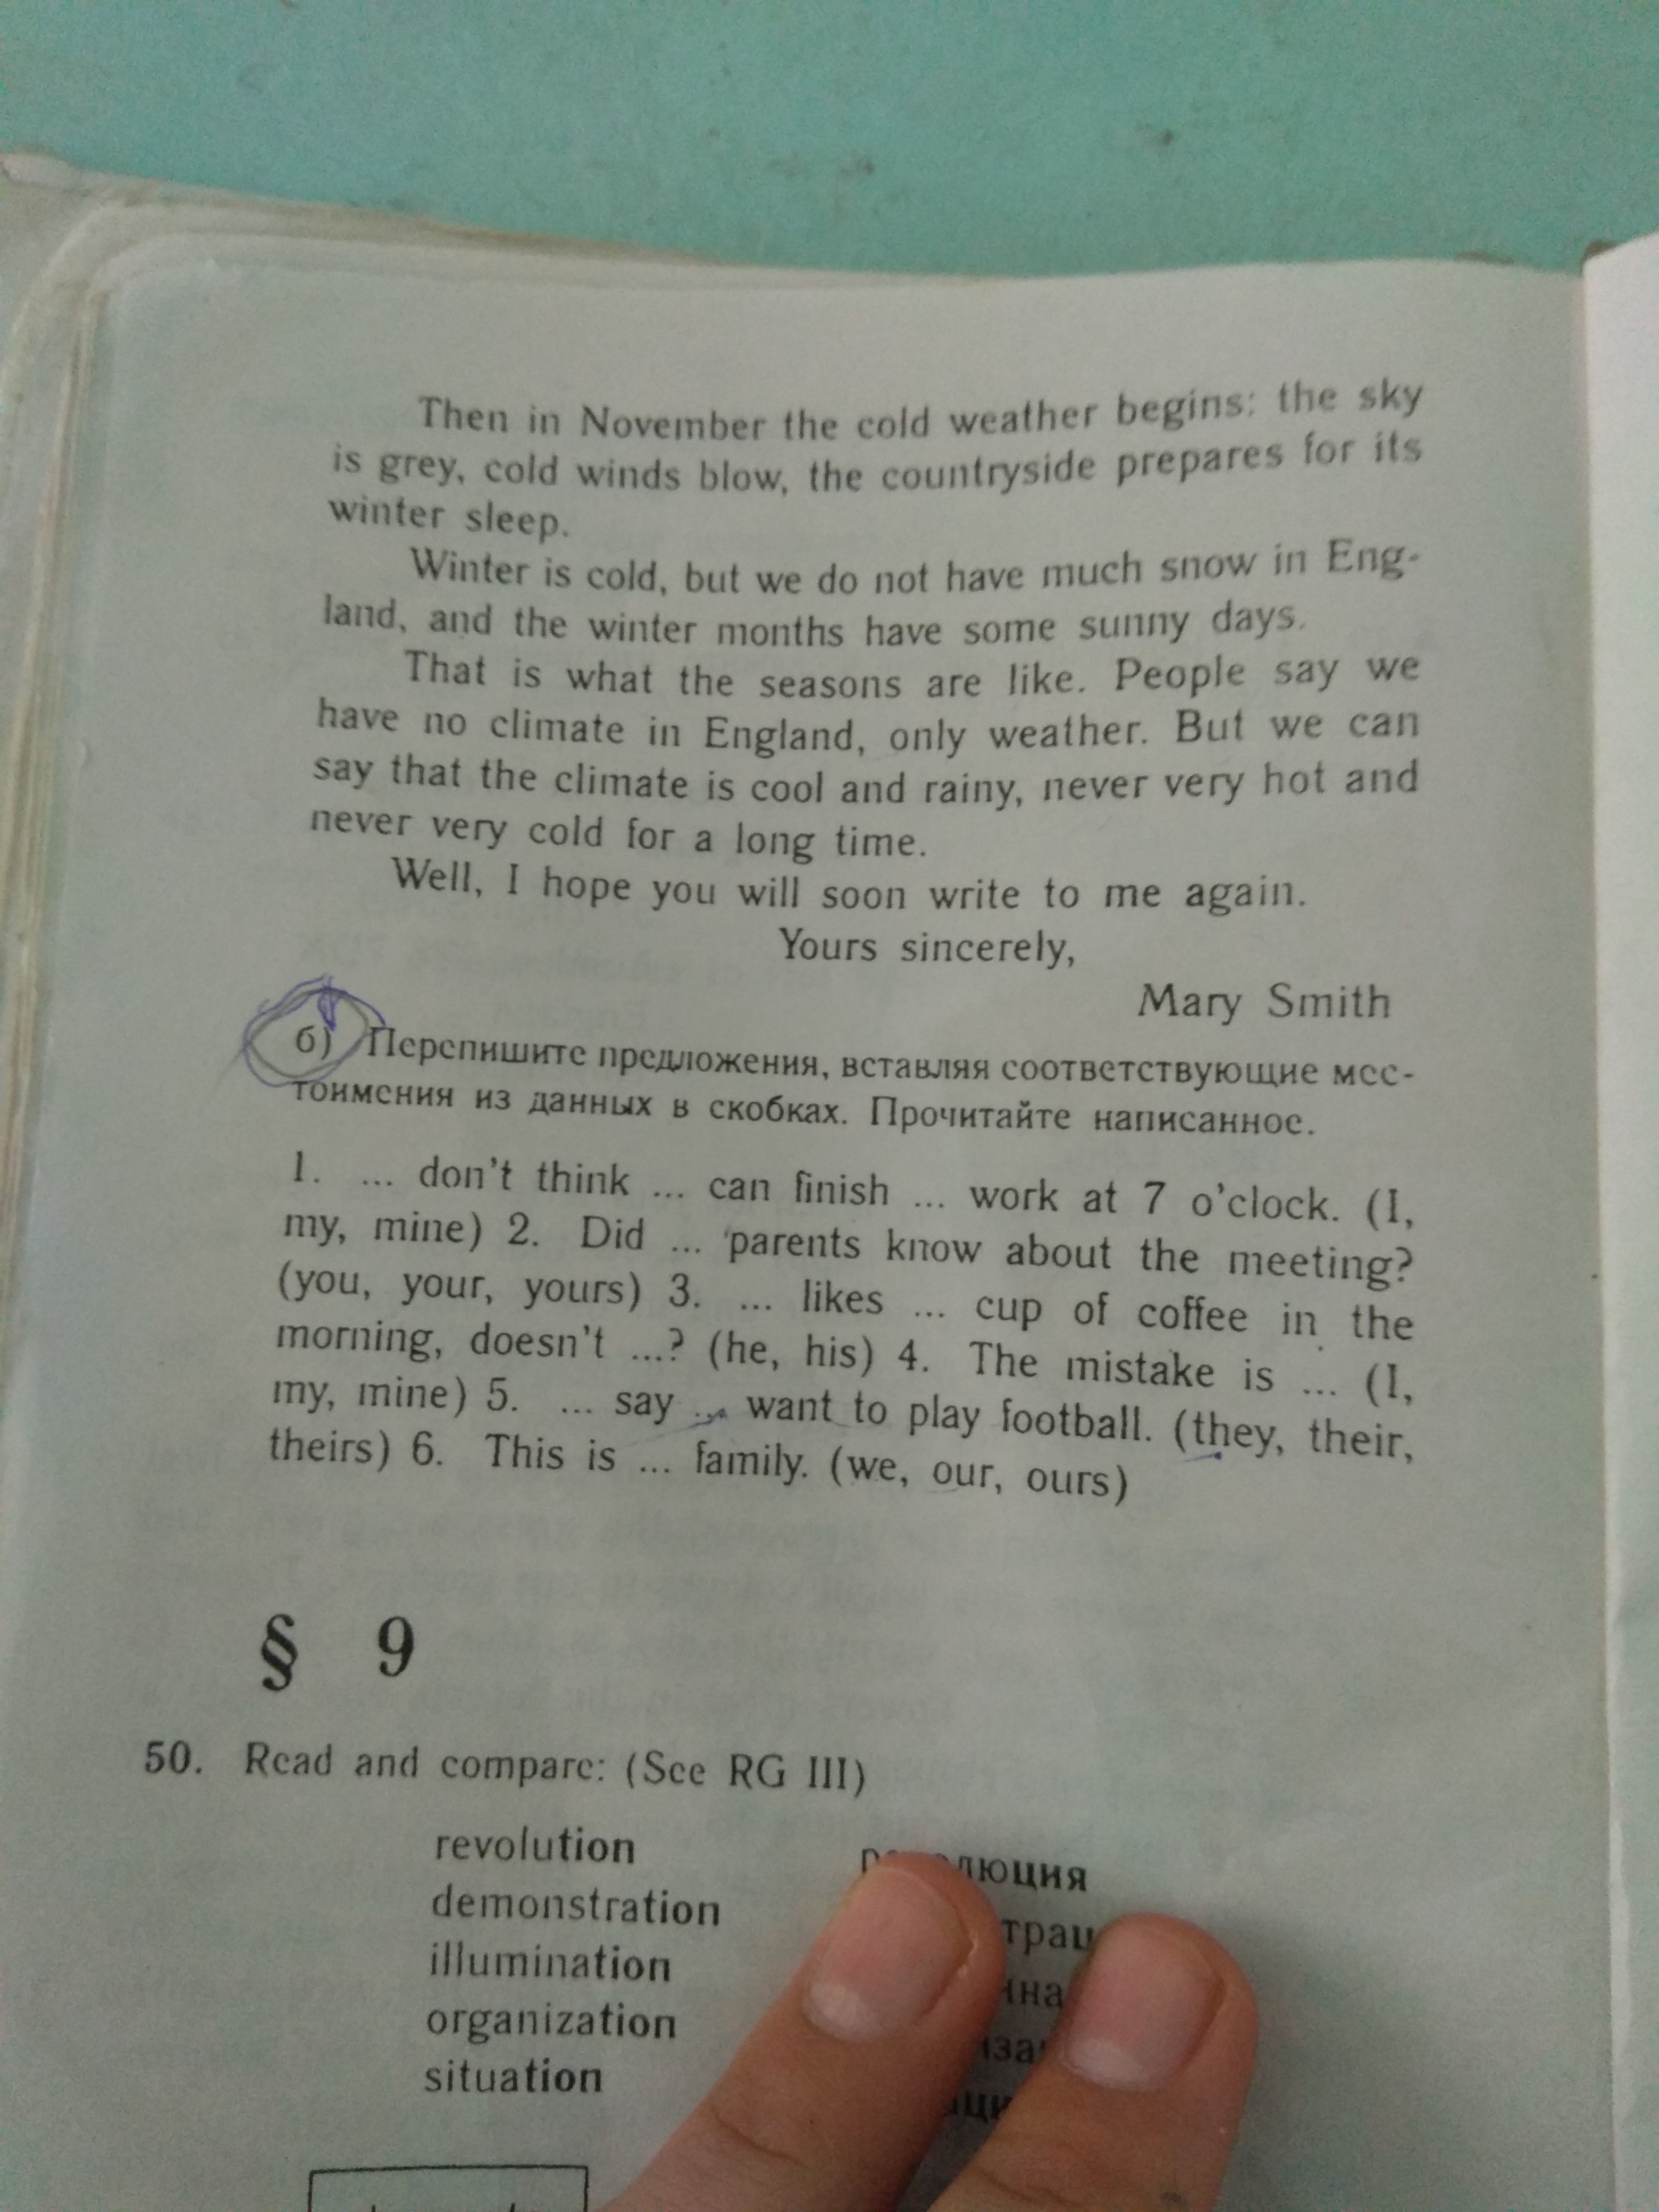 Then in November the cold weather begins: the sky
is grey, cold winds blow, the countryside prepares for its
winter sleep.
Winter is cold, but we do not have much snow in Eng-
land, and the winter months have some sunny days.
That is what the seasons are like. People say we
have no climate in England, only weather. But we can
say that the climate is cool and rainy, never very hot and
never very cold for a long time.
Well, I hope you will soon write to me again.
Yours sincerely,
Mary Smith
б) Перепишите предложения, вставляя соответствующие мес-
тоимения из данных в скобках. Прочитайте написанное.
1. ... don't think ... can finish ... work at 7 o'clock. (I,
my, mine) 2. Did ... parents know about the meeting?
(you, your, yours) 3. ... likes ... cup of coffee in the
morning, doesn't ...? (he, his) 4. The mistake is ... (I,
my, mine) 5. ... say ... want to play football. (they, their,
theirs) 6. This is ... family. (we, our, ours)
§ 9
50. Read and compare: (See RG III)
revolution
demonstration
illumination
organization
situation